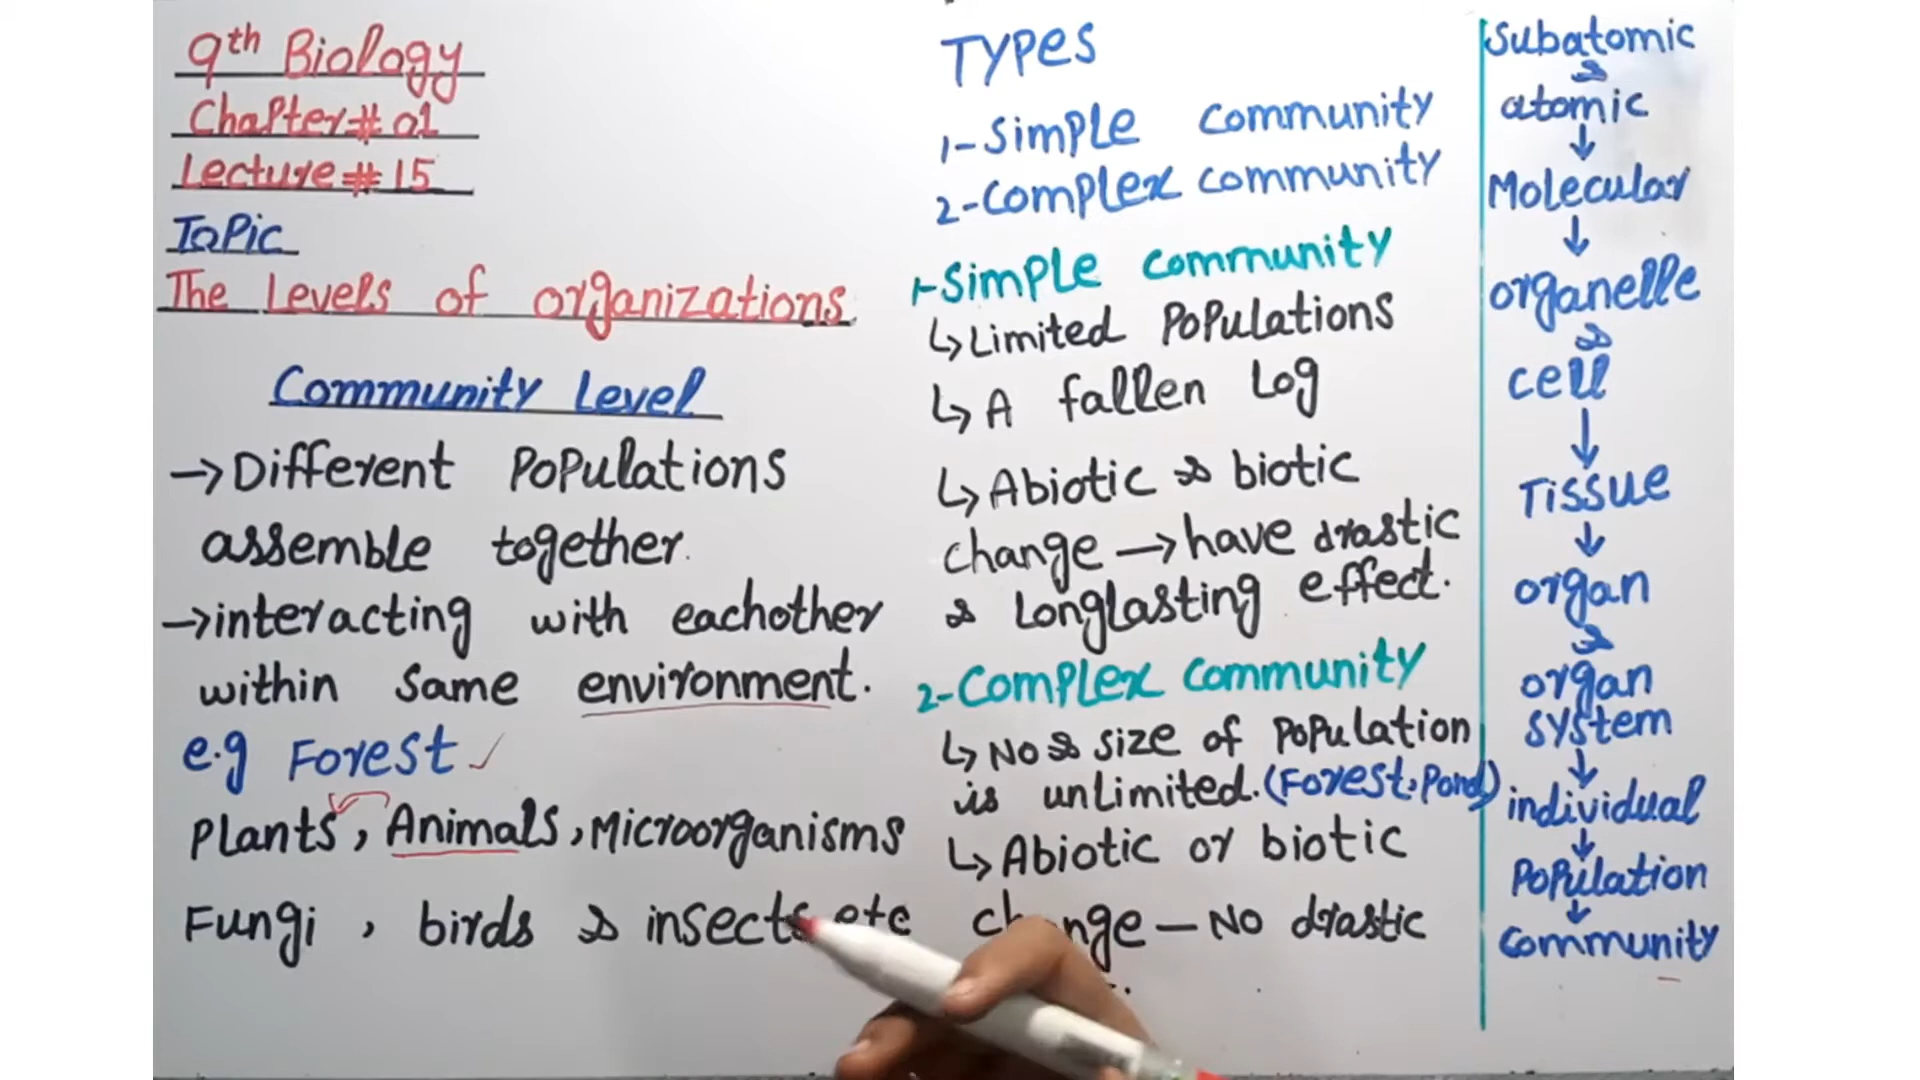 9th Biology
Chapter# 01
Lecture# 15
Topic
The Levels of organizations
Community Level
→Different Populations
assemble together.
→interacting with eachother
within same environment.
e.g Forest
Plants, Animals, Microorganisms
Fungi, birds & insects etc
TYPES
1-Simple community
2-Complex community
1-Simple community
↳Limited Populations
↳A fallen Log
↳Abiotic & biotic
change → have drastic
& Longlasting effect.
2-Complex community
↳No & size of Population
is unlimited. (Forest, Pond)
↳Abiotic or biotic
change - No drastic
Subatomic
&
atomic
↓
Molecular
↓
organelle
&
cell
↓
Tissue
↓
organ
&
organ
system
↓
individual
↓
Population
↓
community